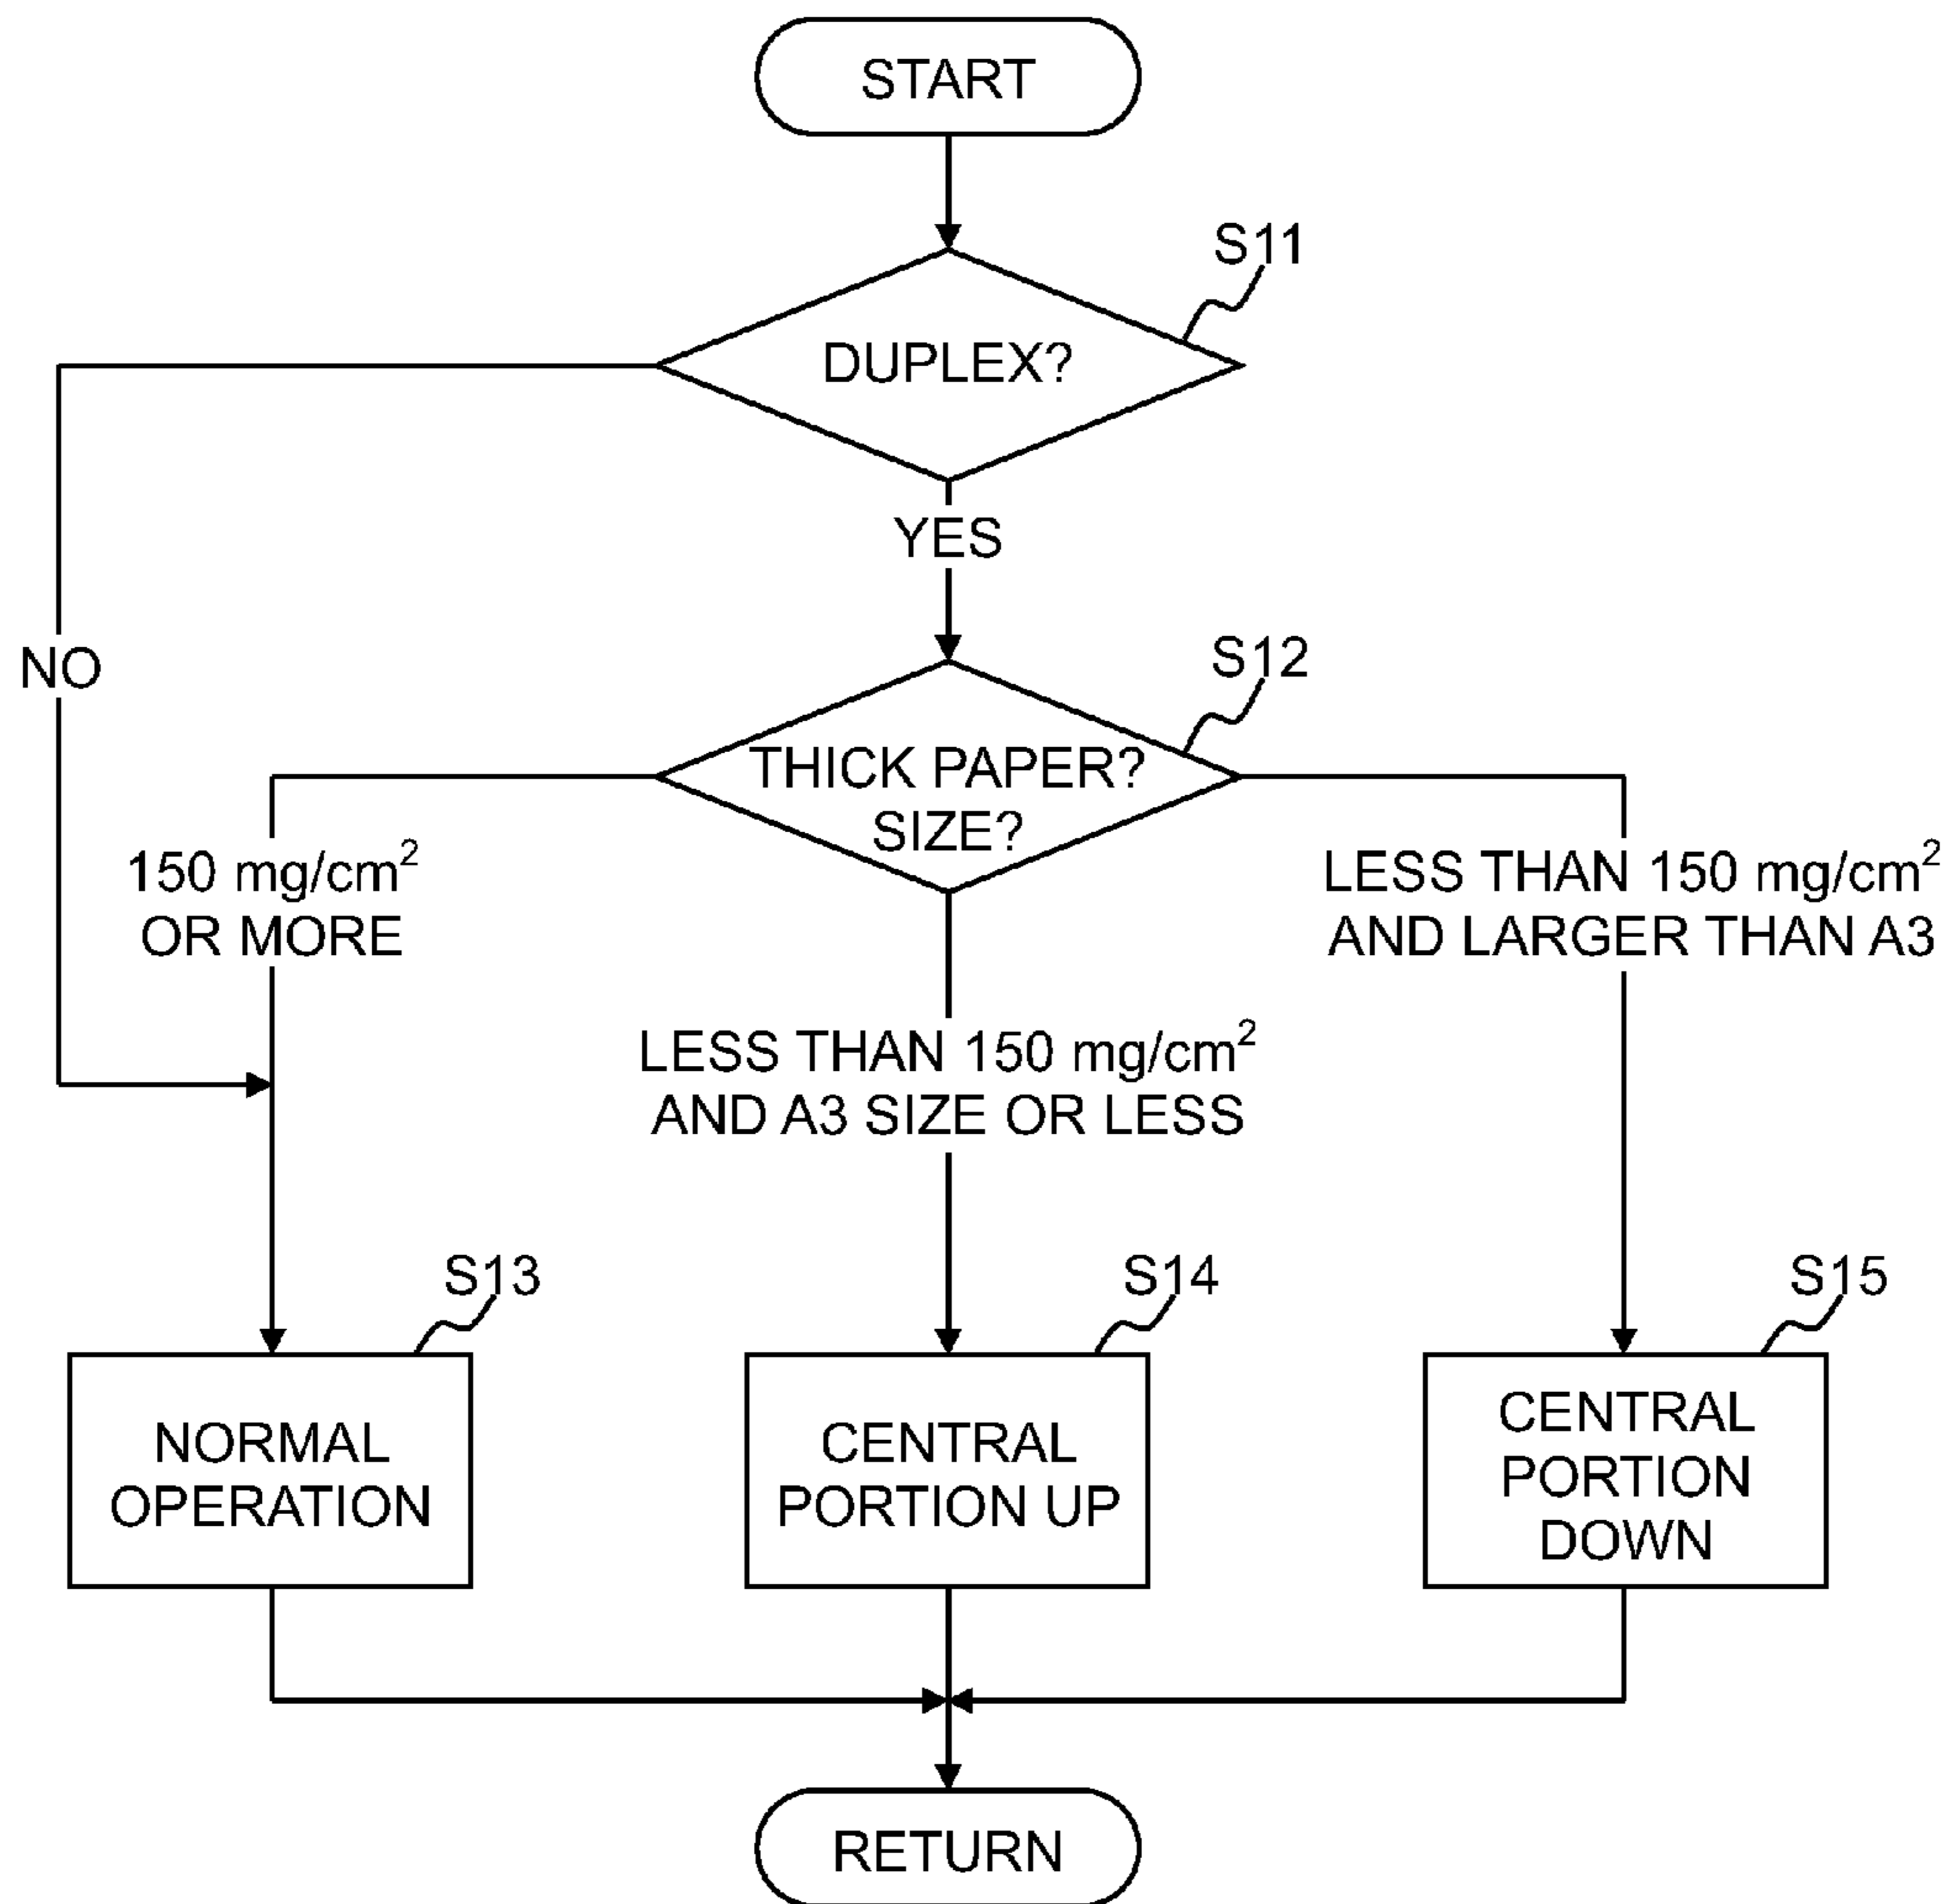 START
S11
DUPLEX?
YES
NO
S12
THICK PAPER?
SIZE?
150 mg/cm²
OR MORE
LESS THAN 150 mg/cm²
AND LARGER THAN A3
LESS THAN 150 mg/cm²
AND A3 SIZE OR LESS
S13
S14
S15
NORMAL
OPERATION
CENTRAL
PORTION UP
CENTRAL
PORTION
DOWN
RETURN